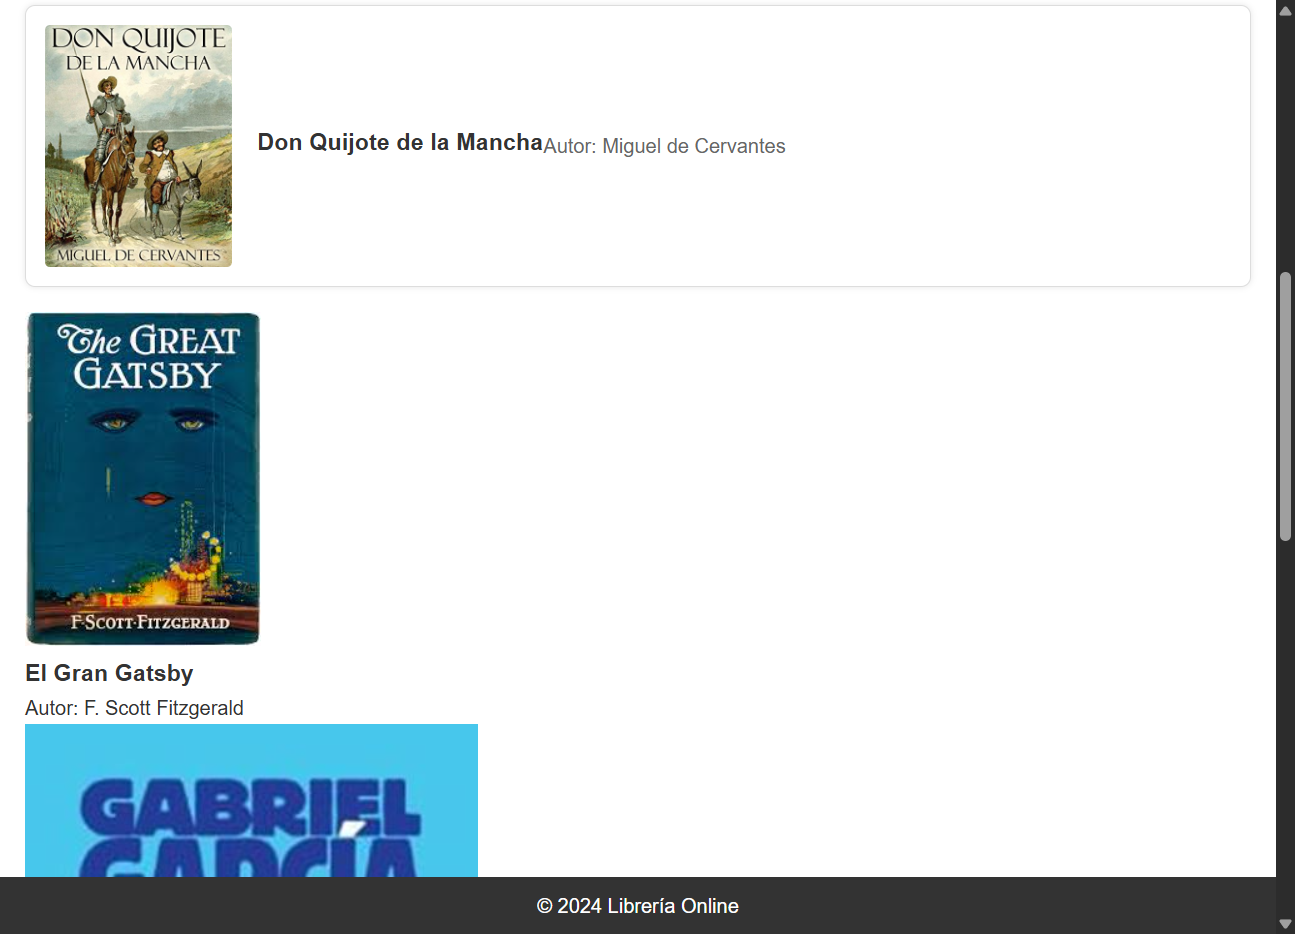 DON QUIJOTE
DE LA MANCHA
MIGUEL DE CERVANTES
Don Quijote de la Mancha Autor: Miguel de Cervantes
The GREAT
GATSBY
F·SCOTT·FITZGERALD
El Gran Gatsby
Autor: F. Scott Fitzgerald
GABRIEL
GARCÍA
© 2024 Librería Online